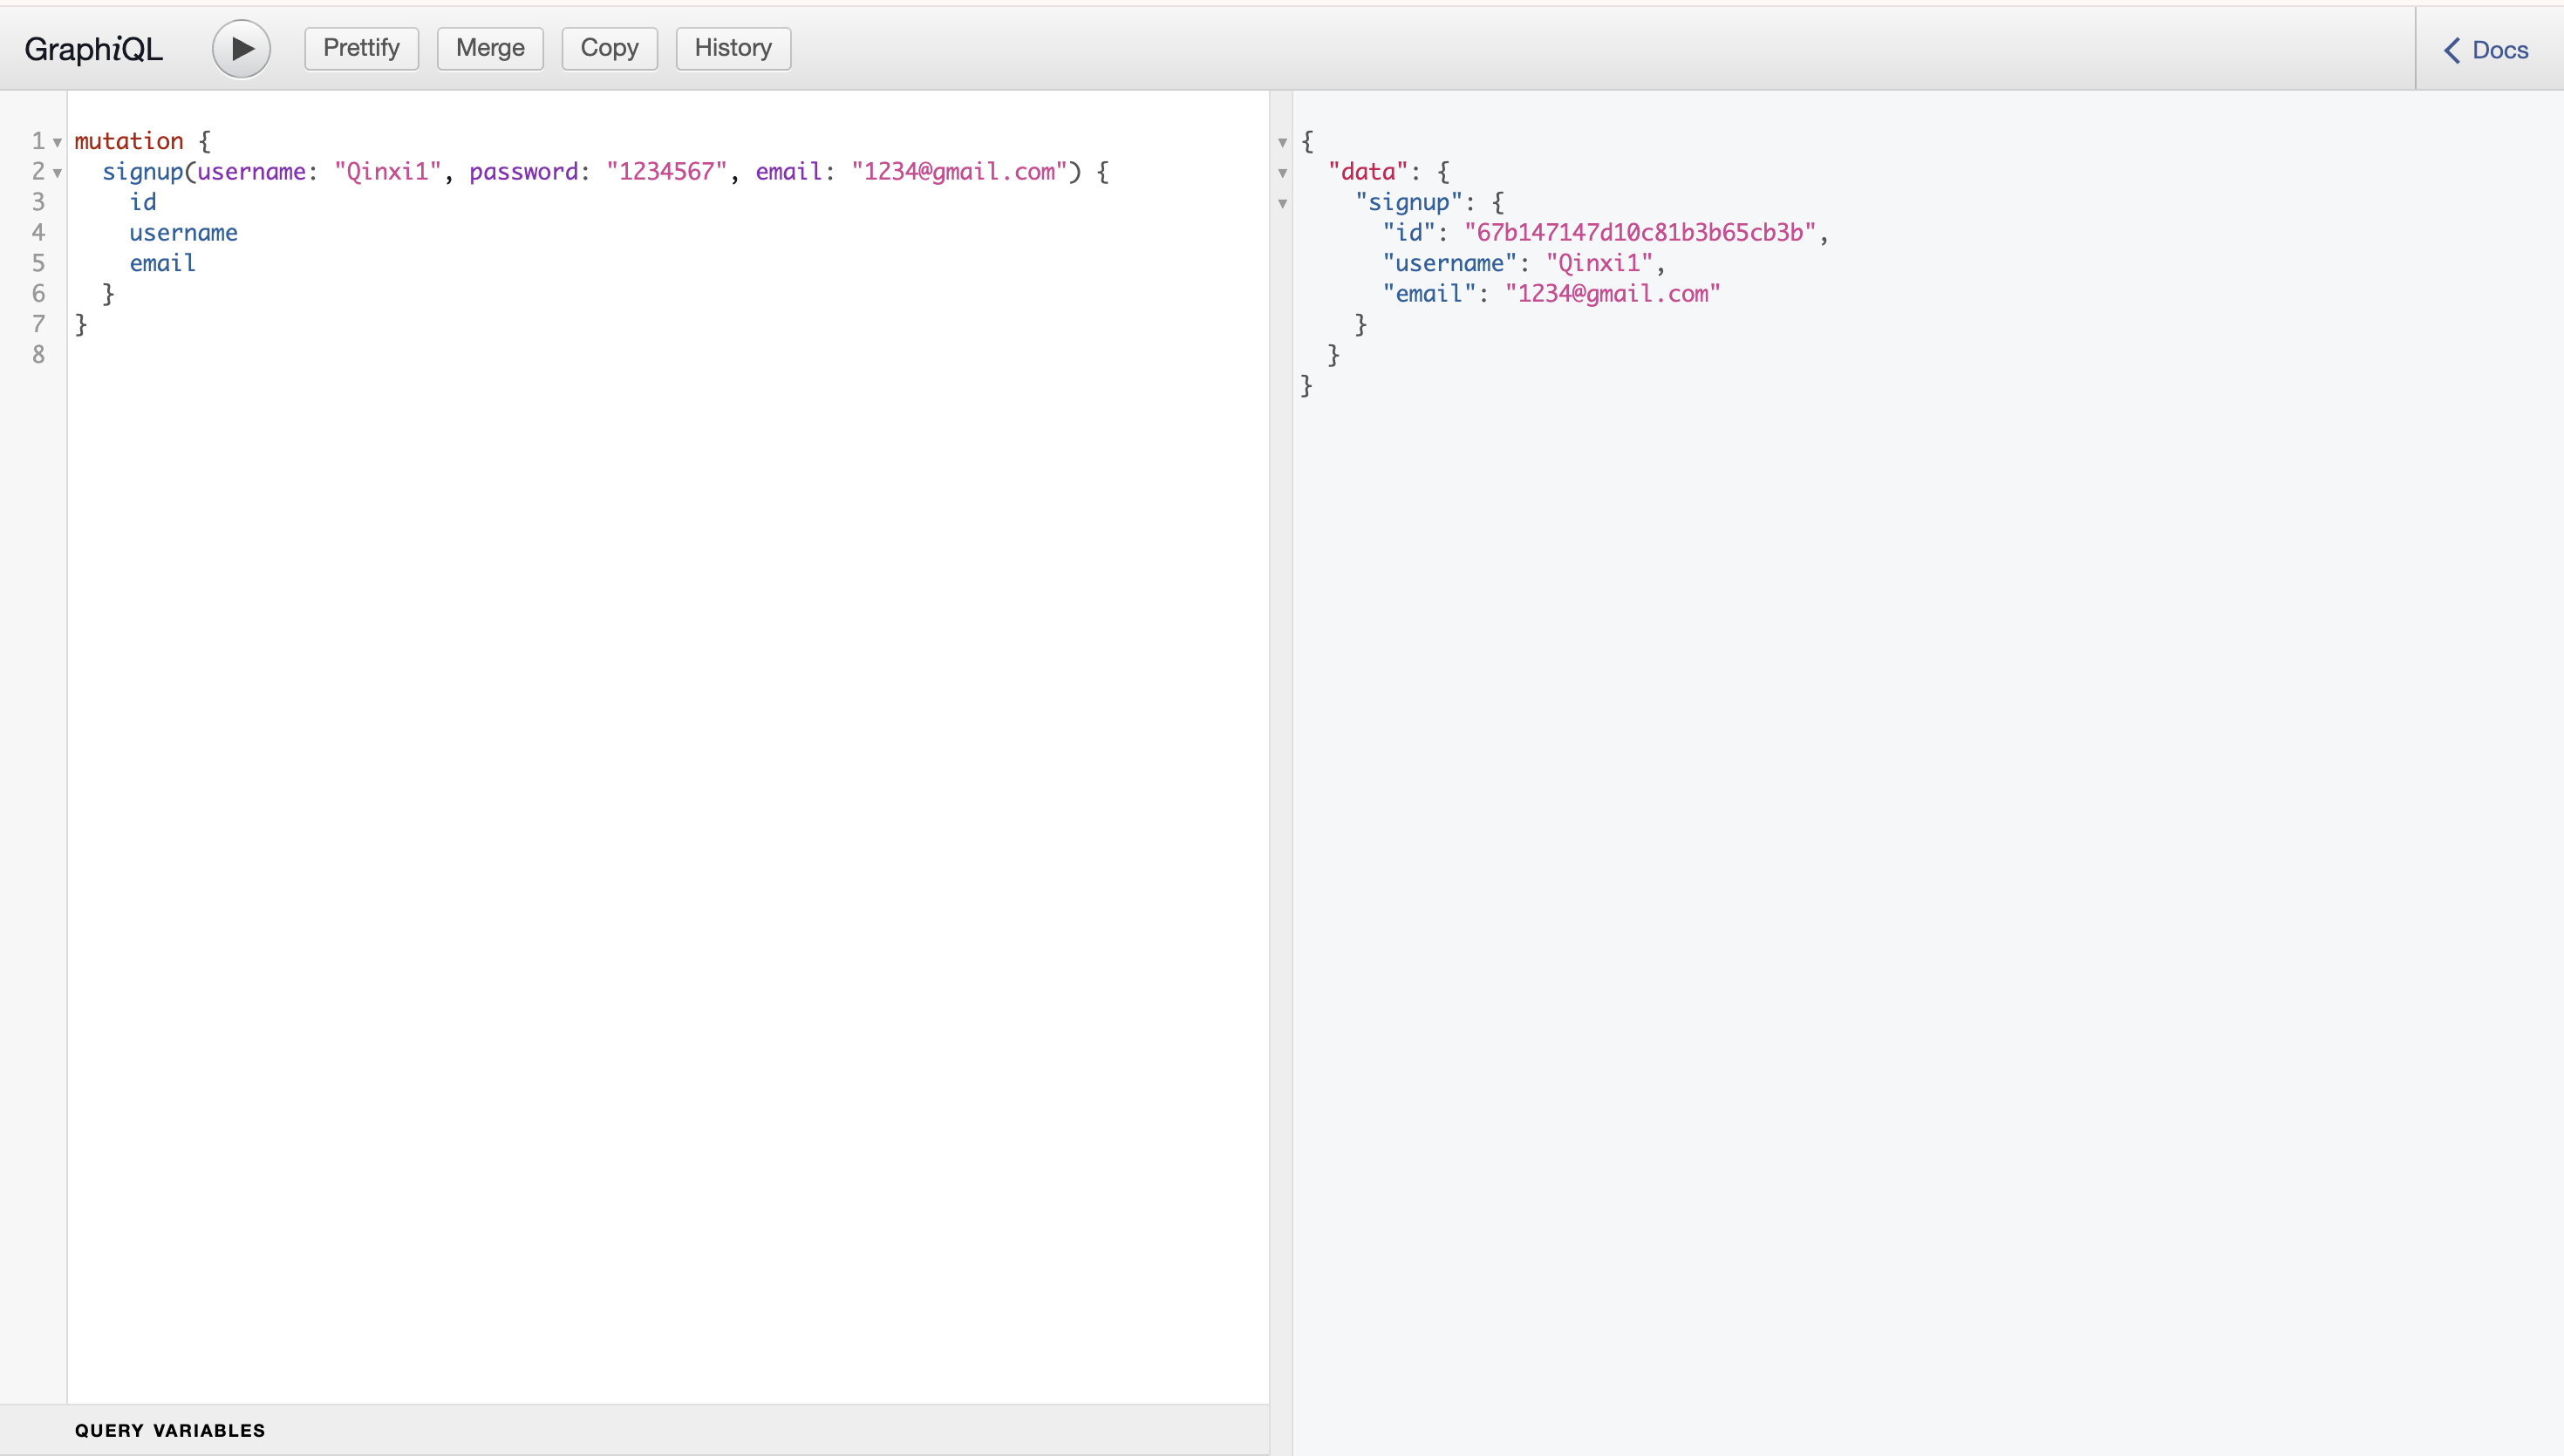 GraphiQL Prettify Merge Copy History Docs
1 mutation {
2 signup(username: "Qinxi1", password: "1234567", email: "1234@gmail.com") {
3 id
4 username
5 email
6 }
7 }
8
{
"data": {
"signup": {
"id": "67b147147d10c81b3b65cb3b",
"username": "Qinxi1",
"email": "1234@gmail.com"
}
}
}
QUERY VARIABLES